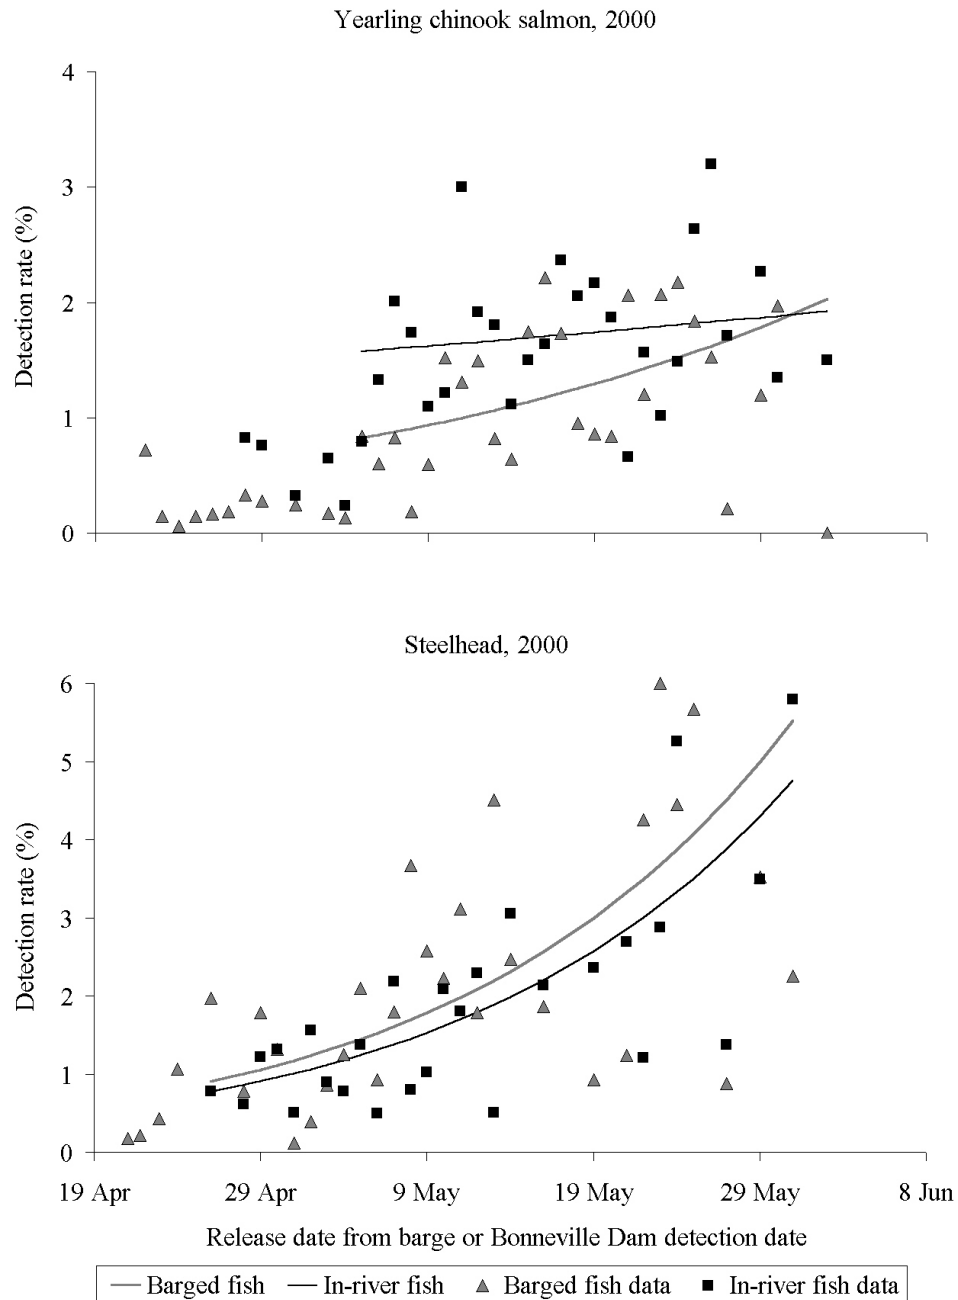 Yearling chinook salmon, 2000
4
3
2
1
0
Detection rate (%)
Steelhead, 2000
6
5
4
3
2
1
0
Detection rate (%)
19 Apr 29 Apr 9 May 19 May 29 May 8 Jun
Release date from barge or Bonneville Dam detection date
Barged fish In-river fish Barged fish data In-river fish data